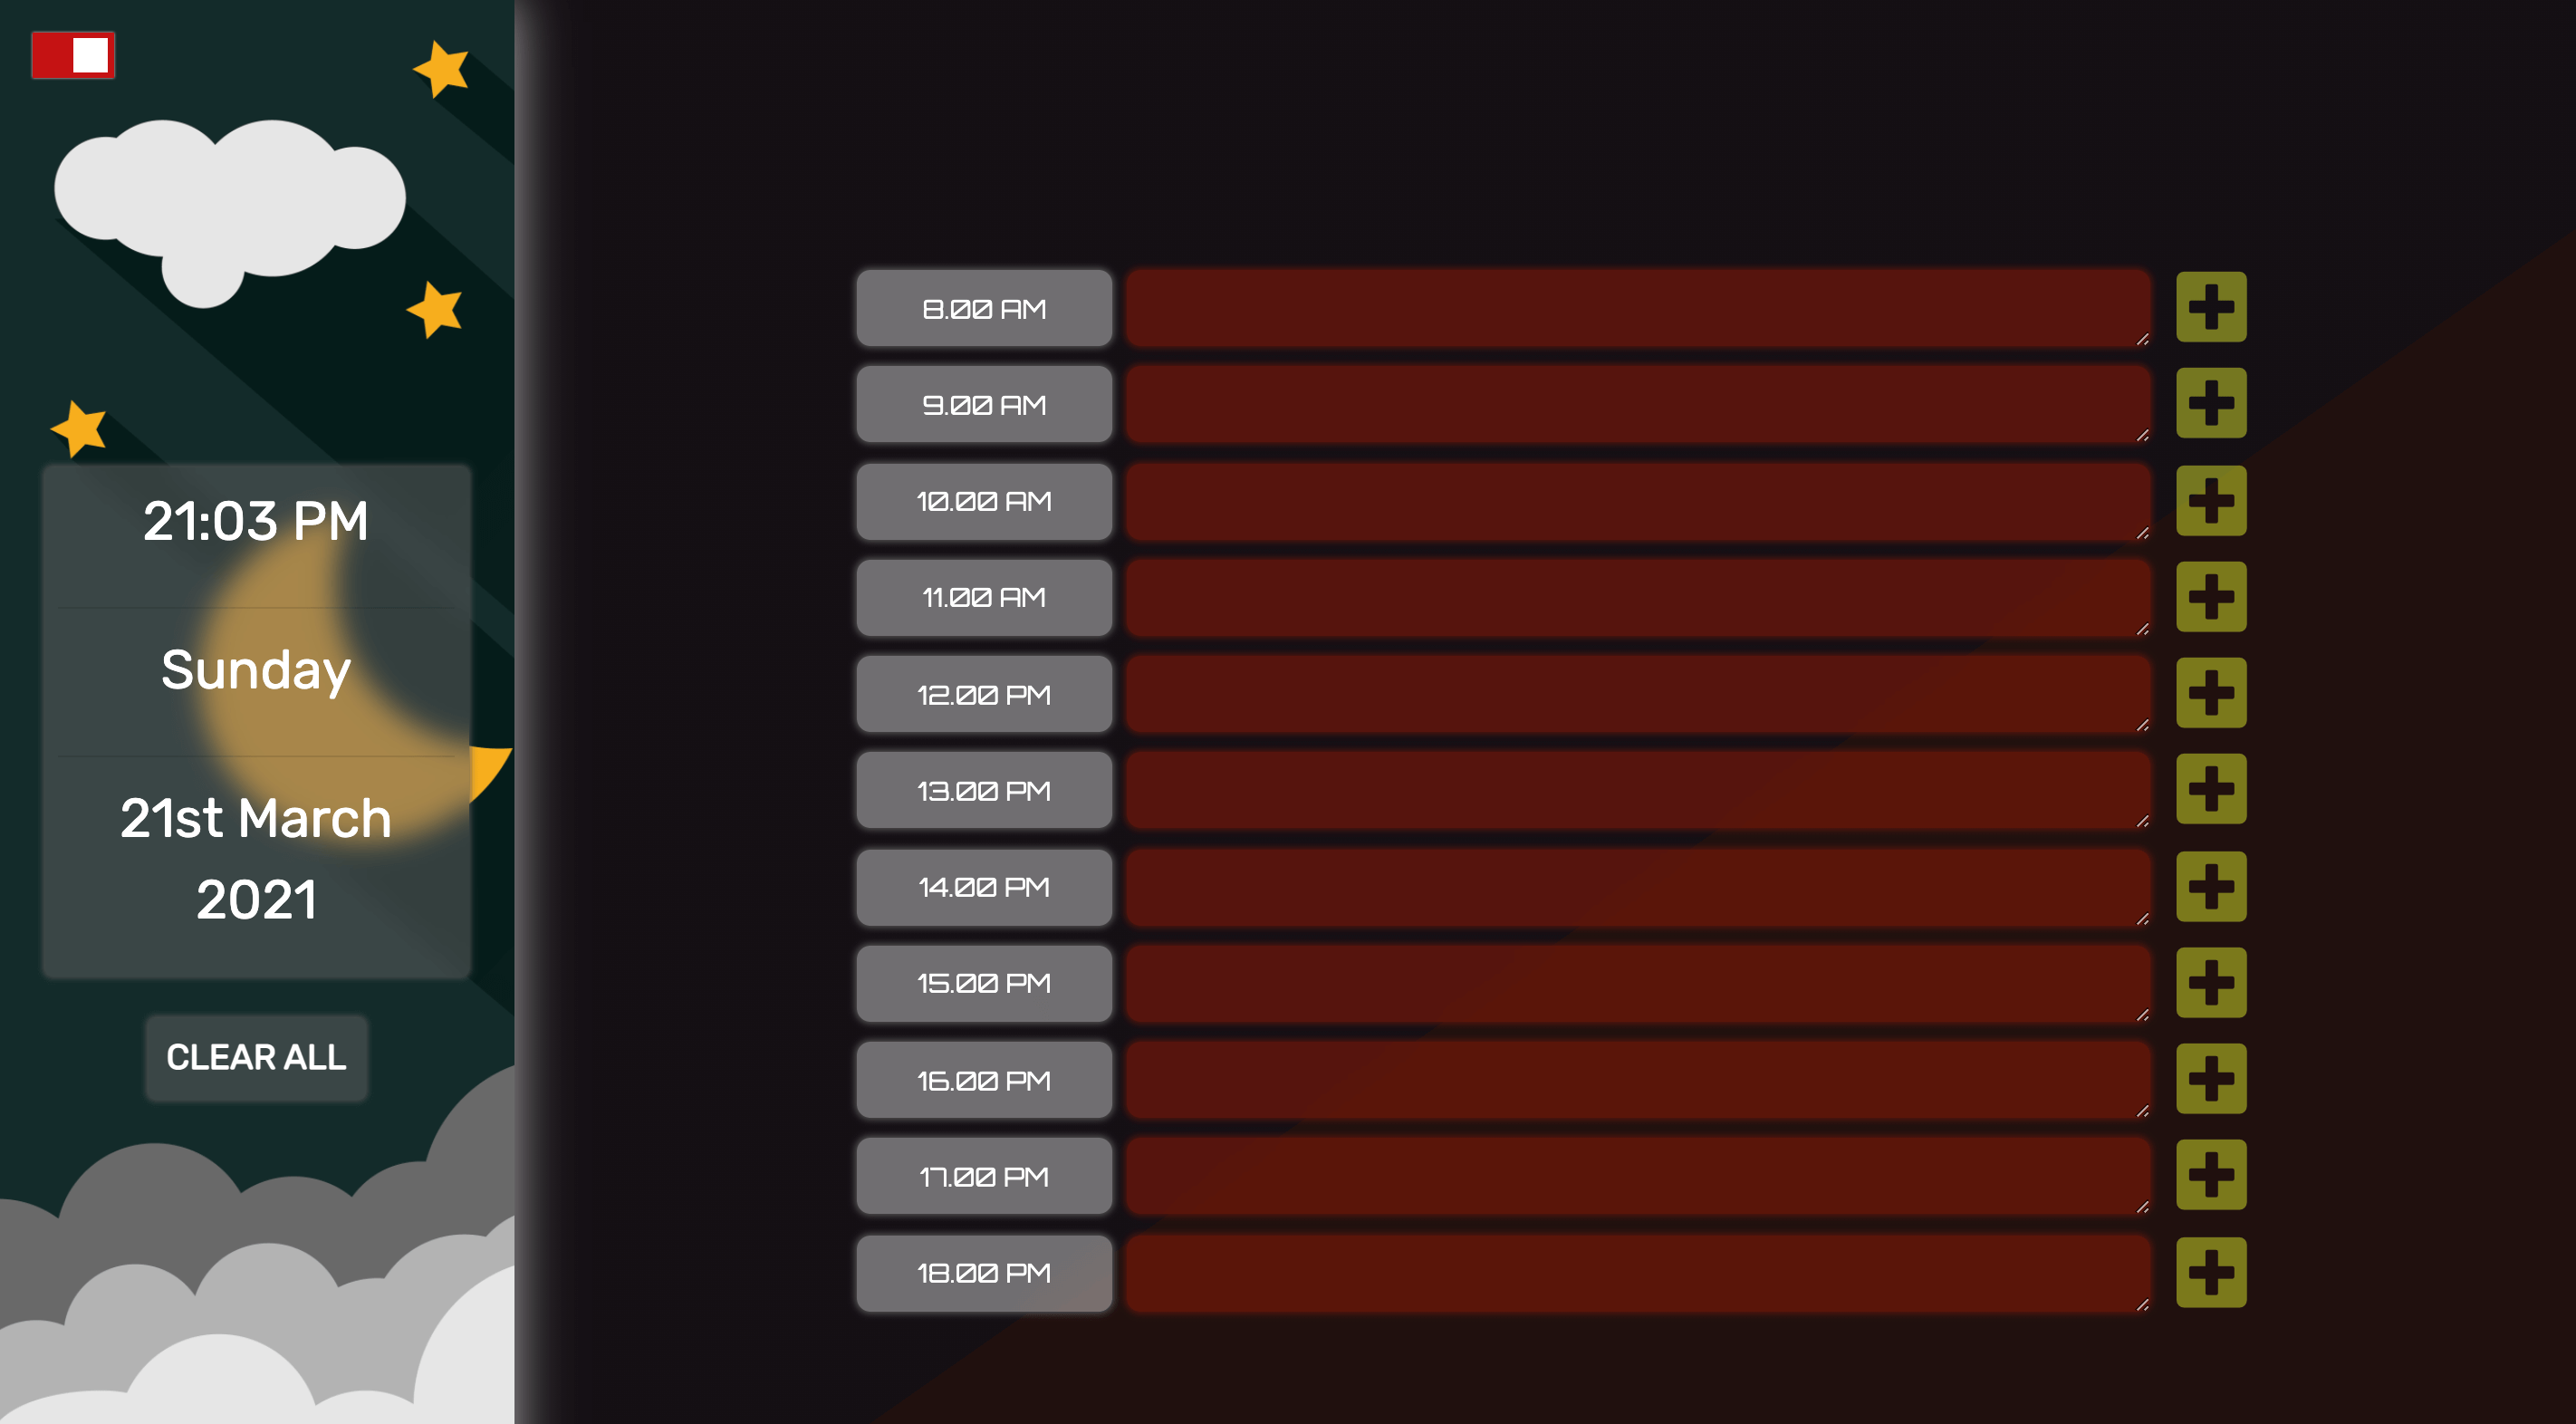 21:03 PM
Sunday
21st March
2021
CLEAR ALL
8.00 AM
9.00 AM
10.00 AM
11.00 AM
12.00 PM
13.00 PM
14.00 PM
15.00 PM
16.00 PM
17.00 PM
18.00 PM